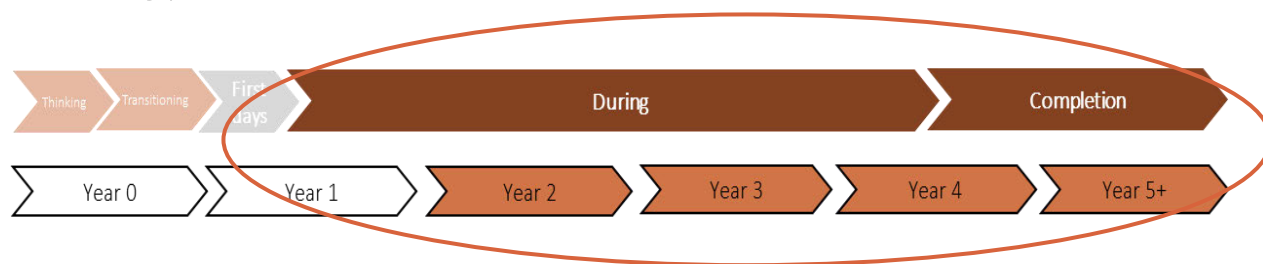 Thinking
Transitioning
First
days
During
Completion
Year 0
Year 1
Year 2
Year 3
Year 4
Year 5+